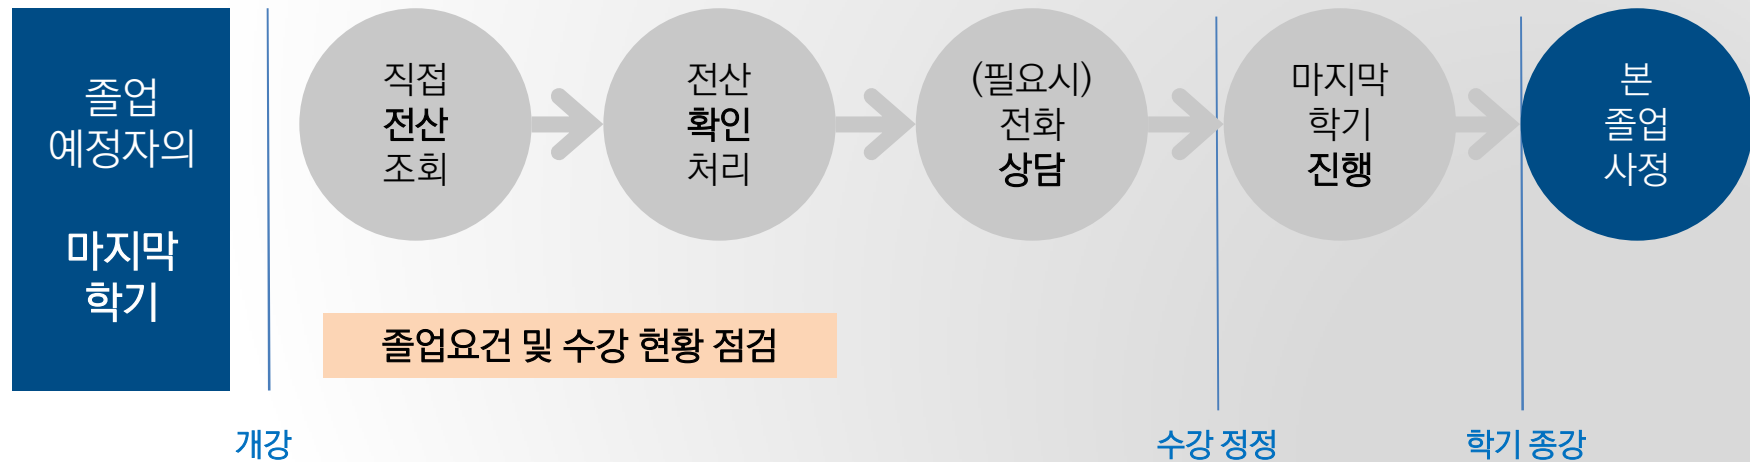 졸업
예정자의
마지막
학기
직접
전산
조회
전산
확인
처리
(필요시)
전화
상담
마지막
학기
진행
본
졸업
사정
졸업요건 및 수강 현황 점검
개강
수강 정정
학기 종강